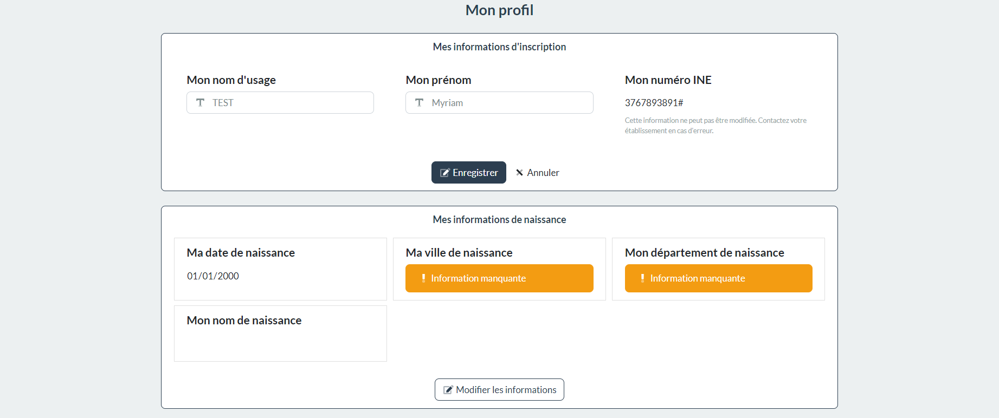 Mon profil
Mes informations d'inscription
Mon nom d'usage
TEST
Mon prénom
Myriam
Mon numéro INE
3767893891#
Cette information ne peut pas être modifiée. Contactez votre
établissement en cas d'erreur.
Enregistrer
Annuler
Mes informations de naissance
Ma date de naissance
01/01/2000
Ma ville de naissance
Information manquante
Mon département de naissance
Information manquante
Mon nom de naissance
Modifier les informations